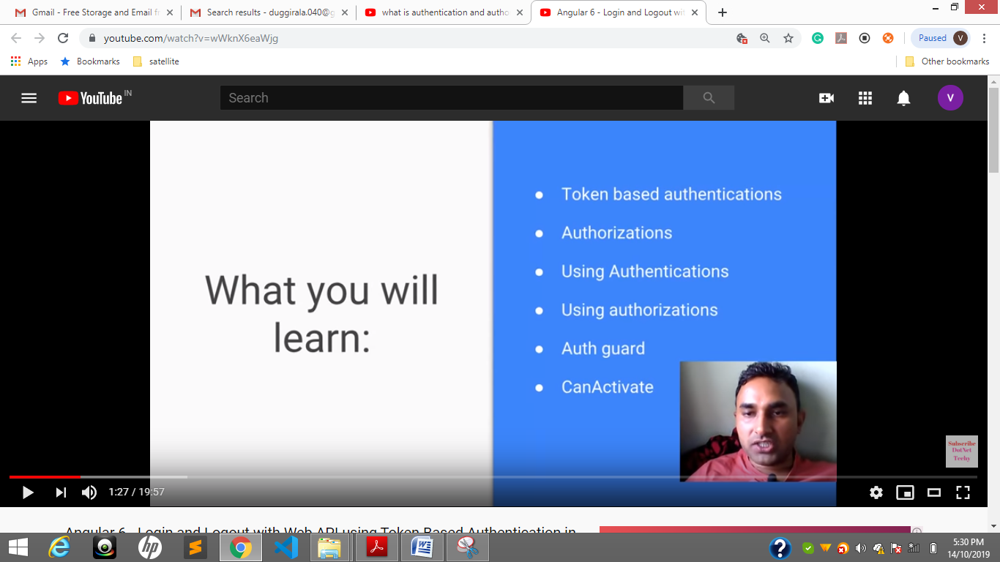 Gmail - Free Storage and Email fr
Search results - duggirala.040@g
what is authentication and autho
Angular 6 - Login and Logout wit
youtube.com/watch?v=wWknX6eaWjg
Paused
V
Apps
Bookmarks
satellite
Other bookmarks
YouTube IN
Search
V
What you will
learn:
● Token based authentications
● Authorizations
● Using Authentications
● Using authorizations
● Auth guard
● CanActivate
Subscribe
DotNet
Techy
1:27 / 19:57
Angular 6 - Login and Logout with Web API using Token Based Authentication in
hp
W
5:30 PM
14/10/2019